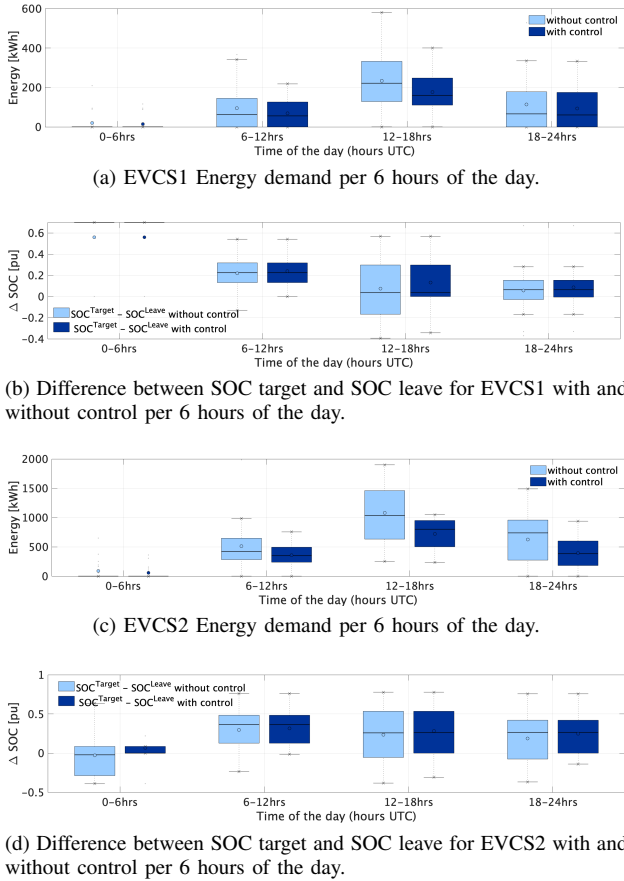 600
400
200
0
Energy [kWh]
without control
with control
0-6hrs 6-12hrs 12-18hrs 18-24hrs
Time of the day (hours UTC)
(a) EVCS1 Energy demand per 6 hours of the day.
0.6
0.4
0.2
0
-0.2
-0.4
Δ SOC [pu]
SOC^Target - SOC^Leave without control
SOC^Target - SOC^Leave with control
0-6hrs 6-12hrs 12-18hrs 18-24hrs
Time of the day (hours UTC)
(b) Difference between SOC target and SOC leave for EVCS1 with and
without control per 6 hours of the day.
2000
1500
1000
500
0
Energy [kWh]
without control
with control
0-6hrs 6-12hrs 12-18hrs 18-24hrs
Time of the day (hours UTC)
(c) EVCS2 Energy demand per 6 hours of the day.
1
0.5
0
-0.5
Δ SOC [pu]
SOC^Target - SOC^Leave without control
SOC^Target - SOC^Leave with control
0-6hrs 6-12hrs 12-18hrs 18-24hrs
Time of the day (hours UTC)
(d) Difference between SOC target and SOC leave for EVCS2 with and
without control per 6 hours of the day.